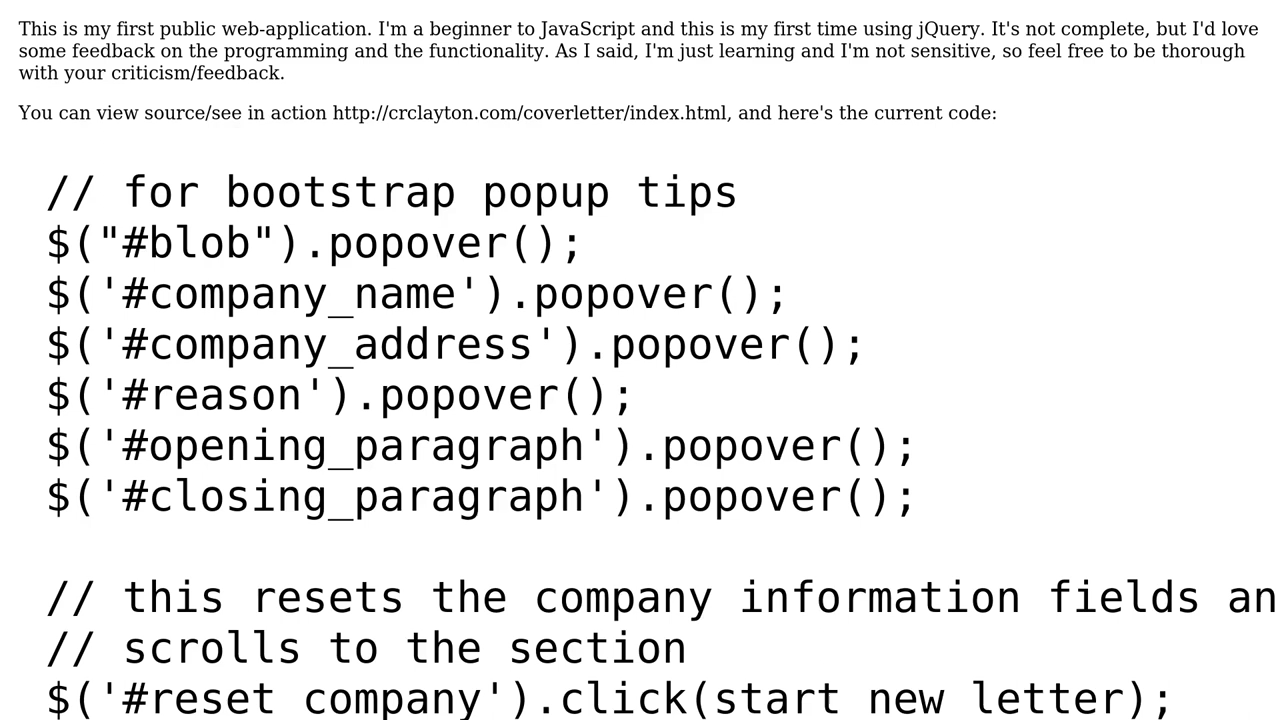 This is my first public web-application. I'm a beginner to JavaScript and this is my first time using jQuery. It's not complete, but I'd love
some feedback on the programming and the functionality. As I said, I'm just learning and I'm not sensitive, so feel free to be thorough
with your criticism/feedback.
You can view source/see in action http://crclayton.com/coverletter/index.html, and here's the current code:
// for bootstrap popup tips
$("#blob").popover();
$('#company_name').popover();
$('#company_address').popover();
$('#reason').popover();
$('#opening_paragraph').popover();
$('#closing_paragraph').popover();
// this resets the company information fields an
// scrolls to the section
$('#reset_company').click(start_new_letter);